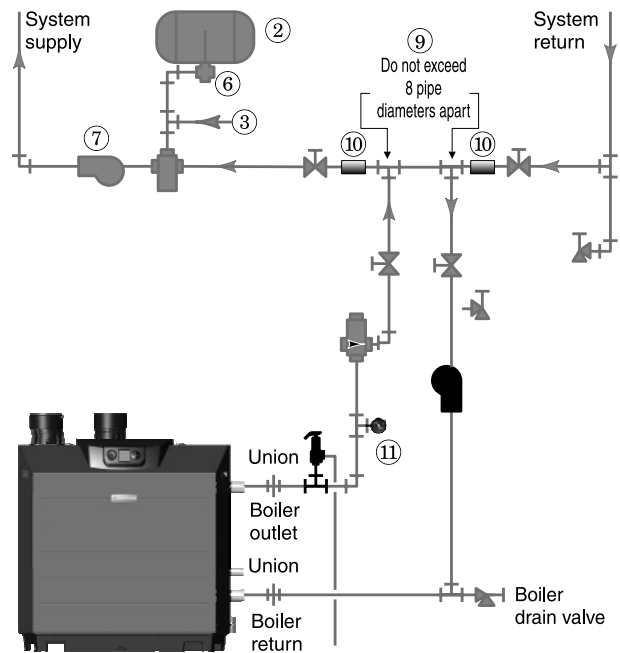 System
supply
②
⑥
③
⑦
⑨
Do not exceed
8 pipe
diameters apart
⑩
⑩
System
return
⑪
Union
Boiler
outlet
Union
Boiler
return
Boiler
drain valve